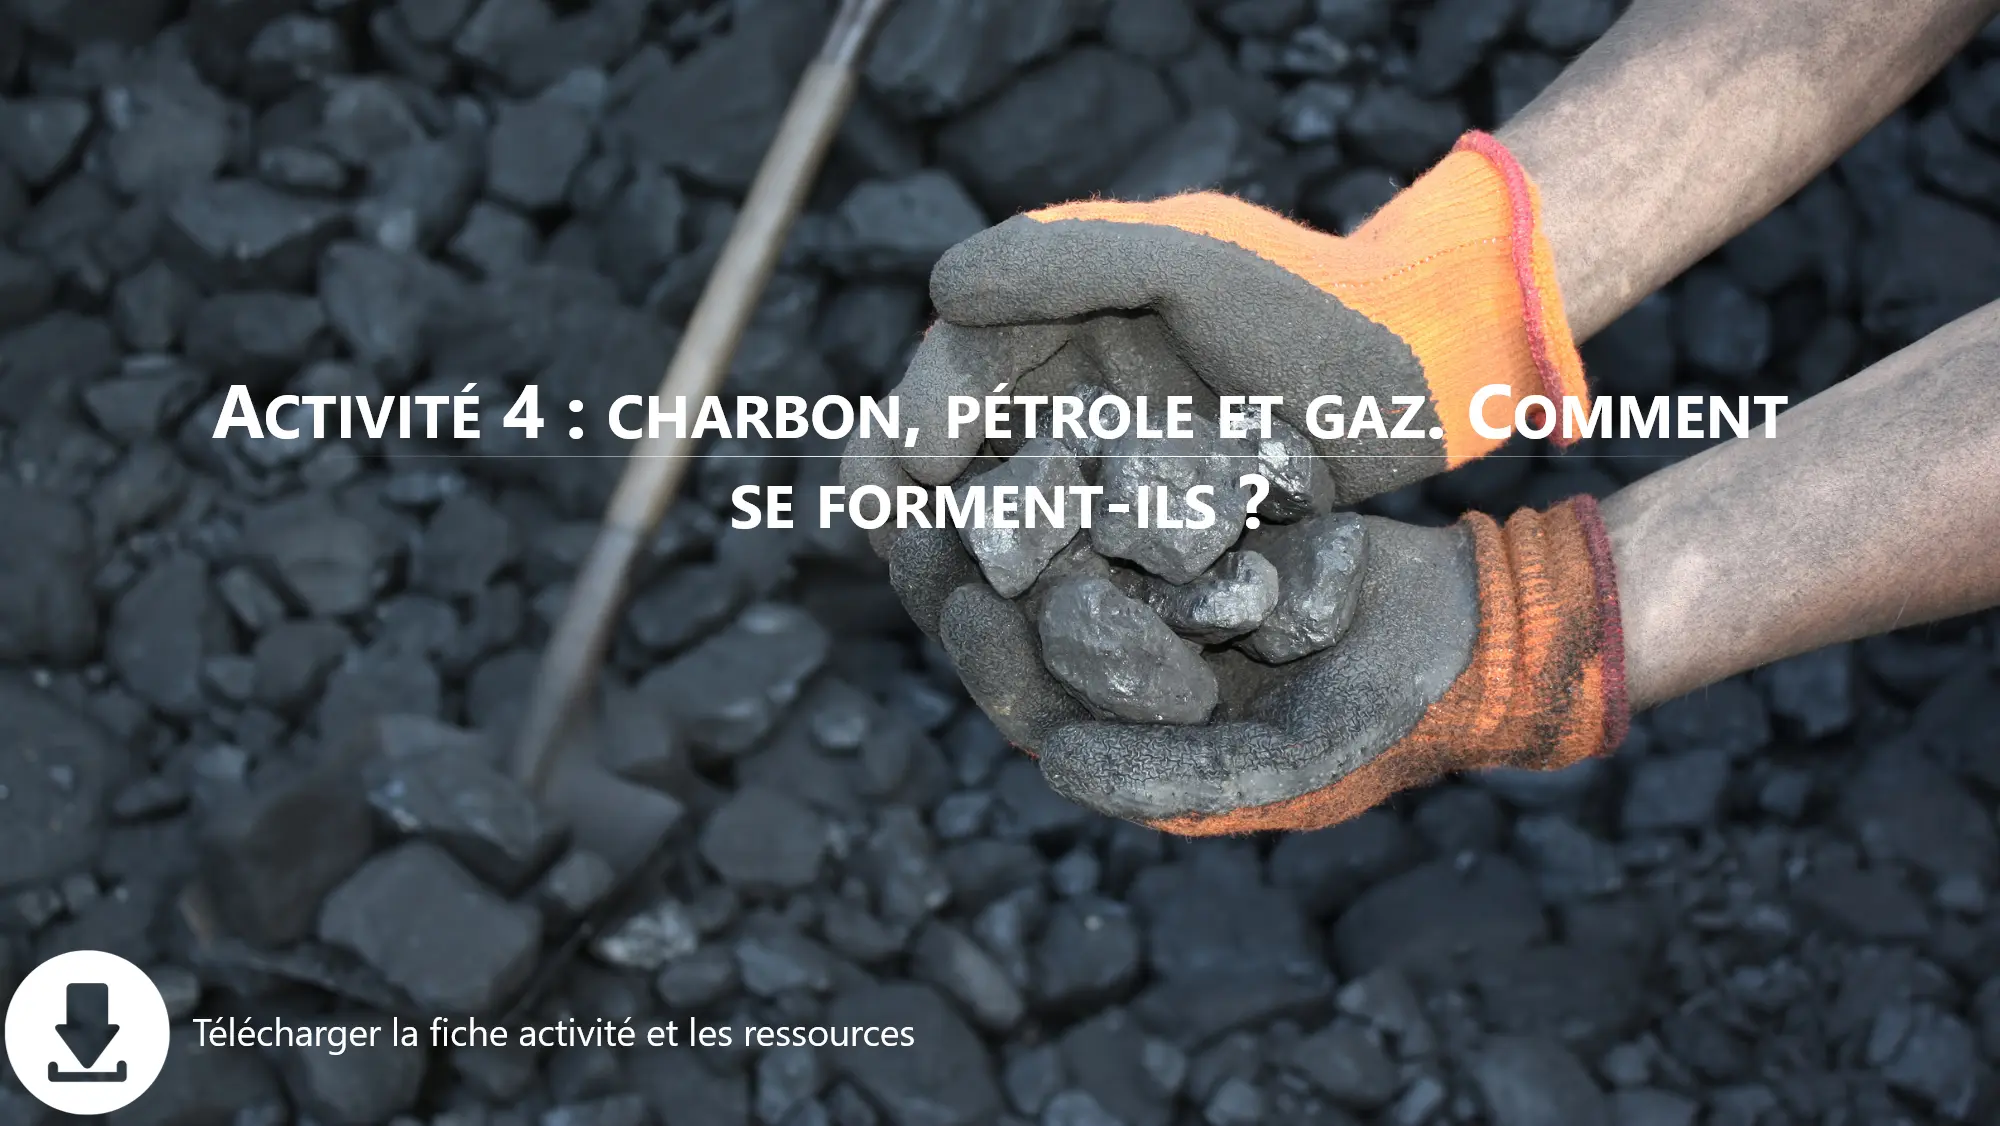 Activité 4 : charbon, pétrole et gaz. Comment
se forment-ils ?
Télécharger la fiche activité et les ressources